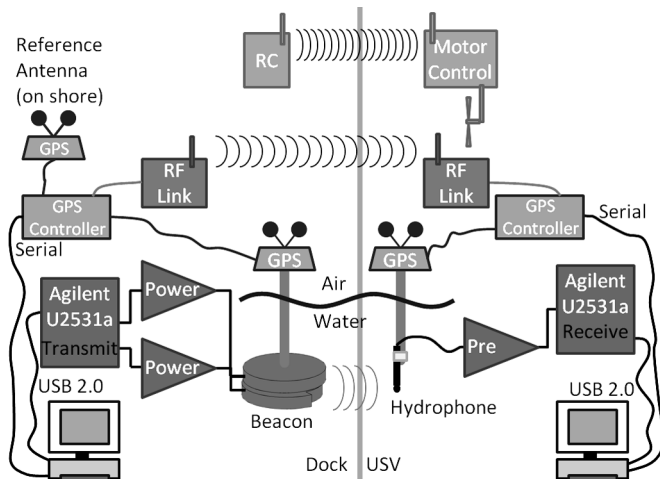 Reference
Antenna
(on shore)
GPS
RC
Motor
Control
RF
Link
RF
Link
GPS
Controller
Serial
GPS
GPS
GPS
Controller
Serial
Air
Water
Agilent
U2531a
Transmit
Power
Power
Pre
Agilent
U2531a
Receive
USB 2.0
Beacon
Hydrophone
USB 2.0
Dock
USV